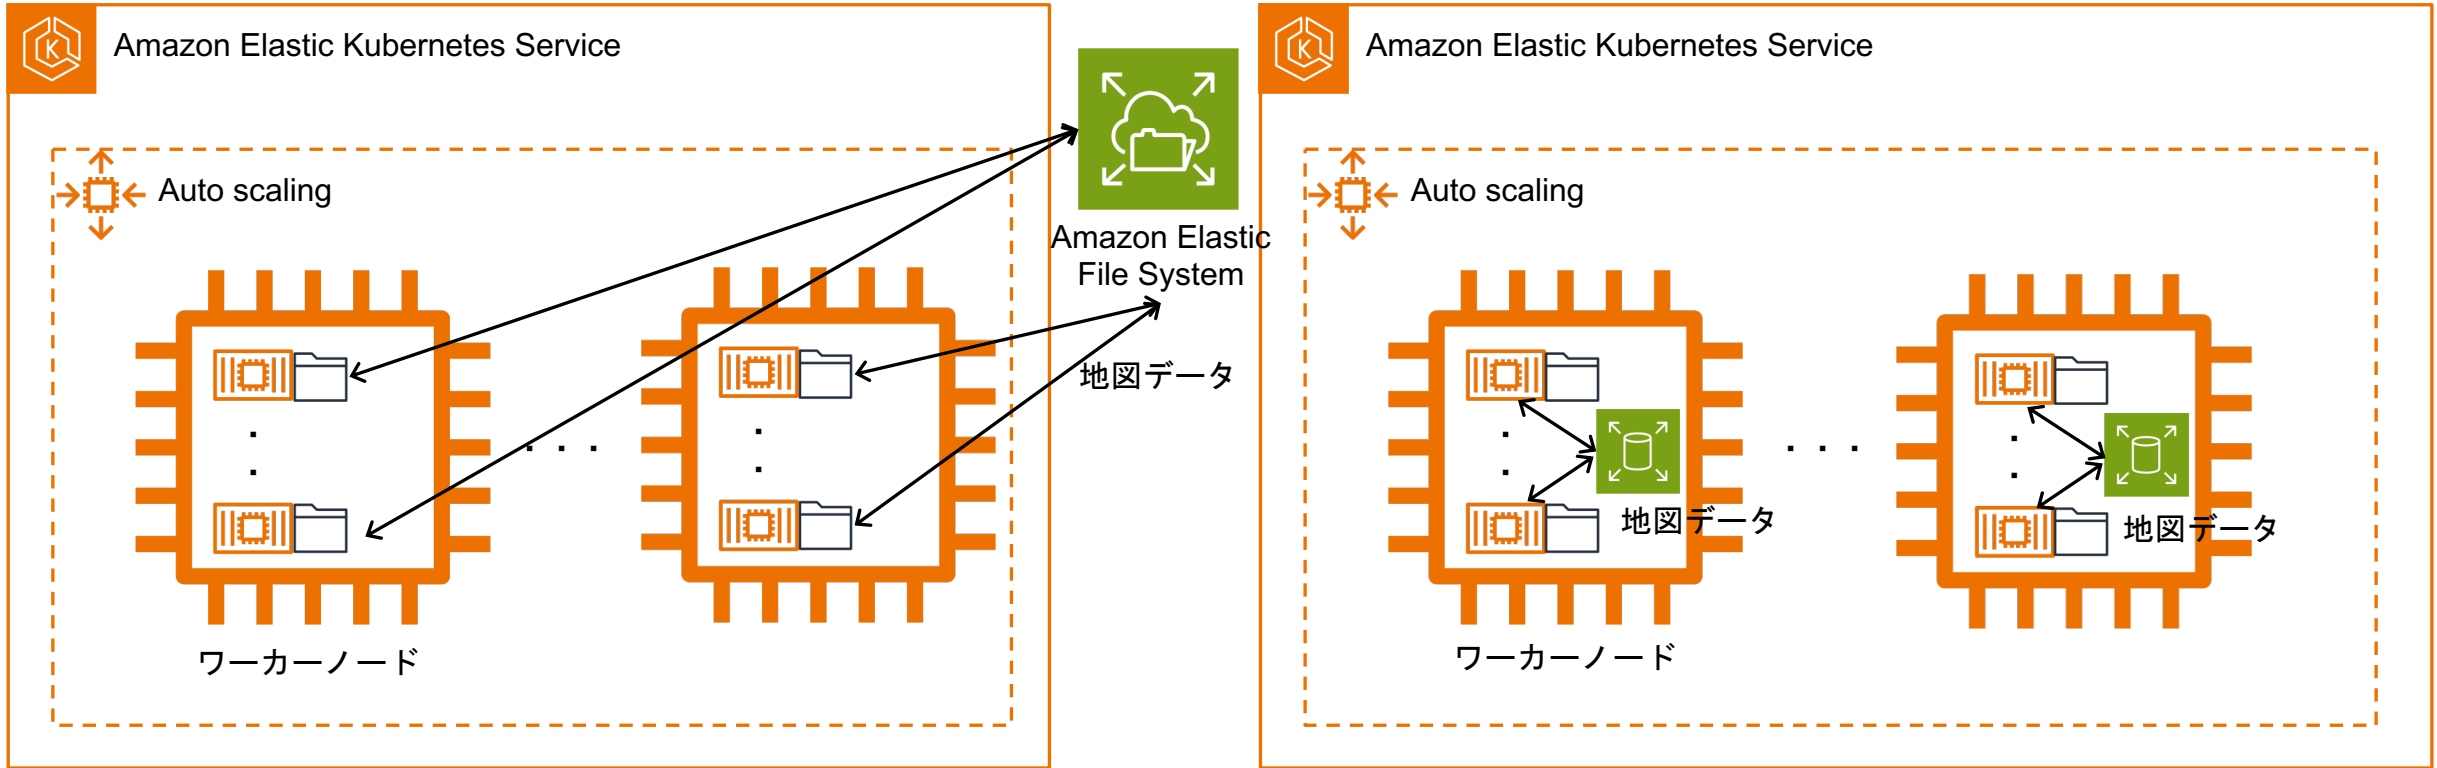 Amazon Elastic Kubernetes Service
Auto scaling
ワーカーノード
Amazon Elastic
File System
地図データ
Amazon Elastic Kubernetes Service
Auto scaling
地図データ
地図データ
ワーカーノード